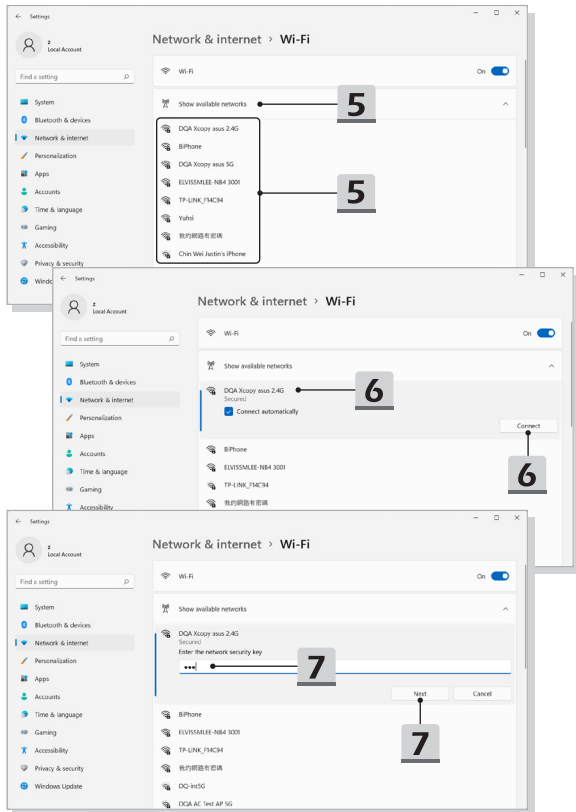 Settings
z
Local Account
Find a setting
System
Bluetooth & devices
Network & internet
Personalization
Apps
Accounts
Time & language
Gaming
Accessibility
Privacy & security
Windo
Network & internet > Wi-Fi
Wi-Fi On
Show available networks
5
DQA Xcopy asus 2.4G
BiPhone
DQA Xcopy asus 5G
ELVISSMLEE-NB4 3001
TP-LINK_F14C94
Yuhsi
我的網路有密碼
Chin Wei Justin's iPhone
5
Settings
z
Local Account
Find a setting
System
Bluetooth & devices
Network & internet
Personalization
Apps
Accounts
Time & language
Gaming
Accessibility
Network & internet > Wi-Fi
Wi-Fi On
Show available networks
DQA Xcopy asus 2.4G
6
Secured
Connect automatically
Connect
6
BiPhone
ELVISSMLEE-NB4 3001
TP-LINK_F14C94
我的網路有密碼
Settings
z
Local Account
Find a setting
System
Bluetooth & devices
Network & internet
Personalization
Apps
Accounts
Time & language
Gaming
Accessibility
Privacy & security
Windows Update
Network & internet > Wi-Fi
Wi-Fi On
Show available networks
DQA Xcopy asus 2.4G
Secured
Enter the network security key
7
Next Cancel
7
BiPhone
ELVISSMLEE-NB4 3001
TP-LINK_F14C94
我的網路有密碼
DQ-int5G
DQA AC Test AP 5G